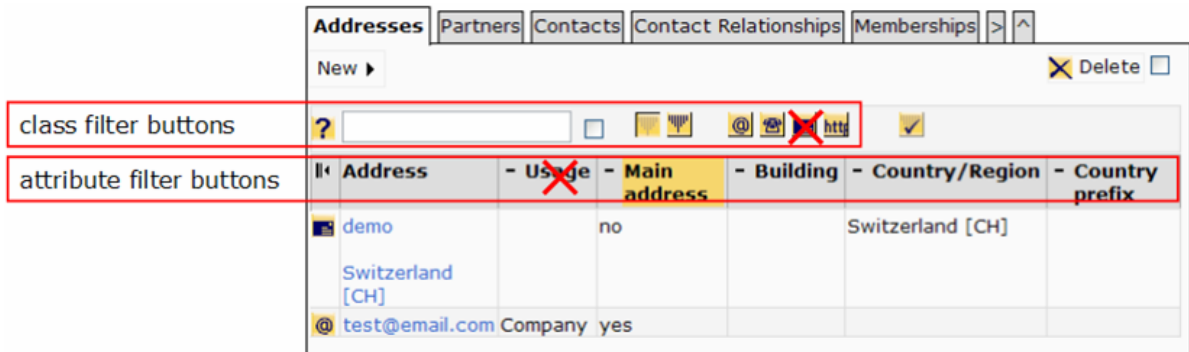 Addresses Partners Contacts Contact Relationships Memberships > ^
New Delete
class filter buttons ? @ http
attribute filter buttons Address - Usage - Main address - Building - Country/Region - Country prefix
demo no Switzerland [CH]
Switzerland
[CH]
@ test@email.com Company yes